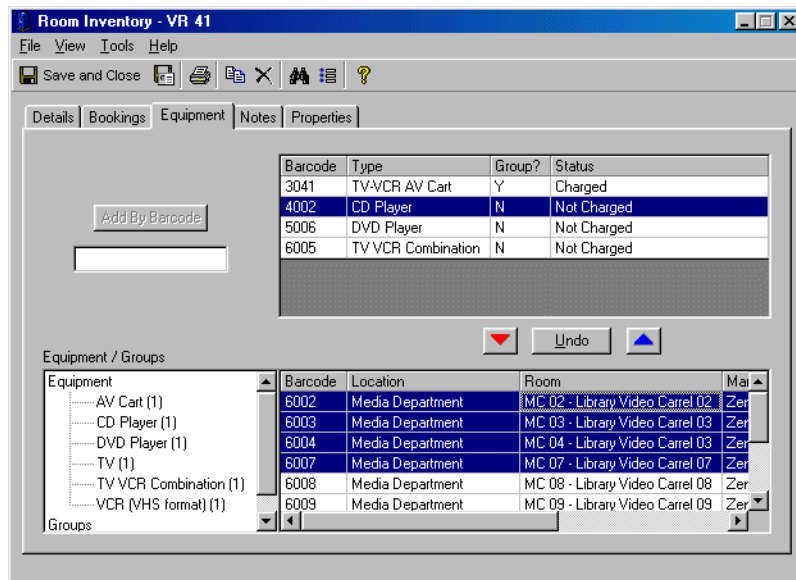 Room Inventory - VR 41
File View Tools Help
Save and Close
Details Bookings Equipment Notes Properties
Barcode Type Group? Status
3041 TV-VCR AV Cart Y Charged
4002 CD Player N Not Charged
5006 DVD Player N Not Charged
6005 TV VCR Combination N Not Charged
Add By Barcode
Undo
Equipment / Groups
Equipment
AV Cart (1)
CD Player (1)
DVD Player (1)
TV (1)
TV VCR Combination (1)
VCR (VHS format) (1)
Groups
Barcode Location Room
6002 Media Department MC 02 - Library Video Carrel 02 Zer
6003 Media Department MC 03 - Library Video Carrel 03 Zer
6004 Media Department MC 04 - Library Video Carrel 03 Zer
6007 Media Department MC 07 - Library Video Carrel 07 Zer
6008 Media Department MC 08 - Library Video Carrel 08 Zer
6009 Media Department MC 09 - Library Video Carrel 09 Zer